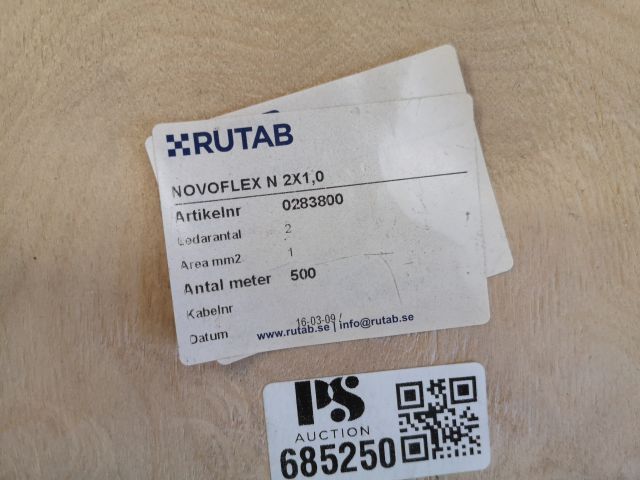 RUTAB
NOVOFLEX N 2X1,0
Artikelnr 0283800
Ledarantal 2
Area mm2 1
Antal meter 500
Kabelnr
Datum 16-03-09
www.rutab.se | info@rutab.se
PS
AUCTION
685250